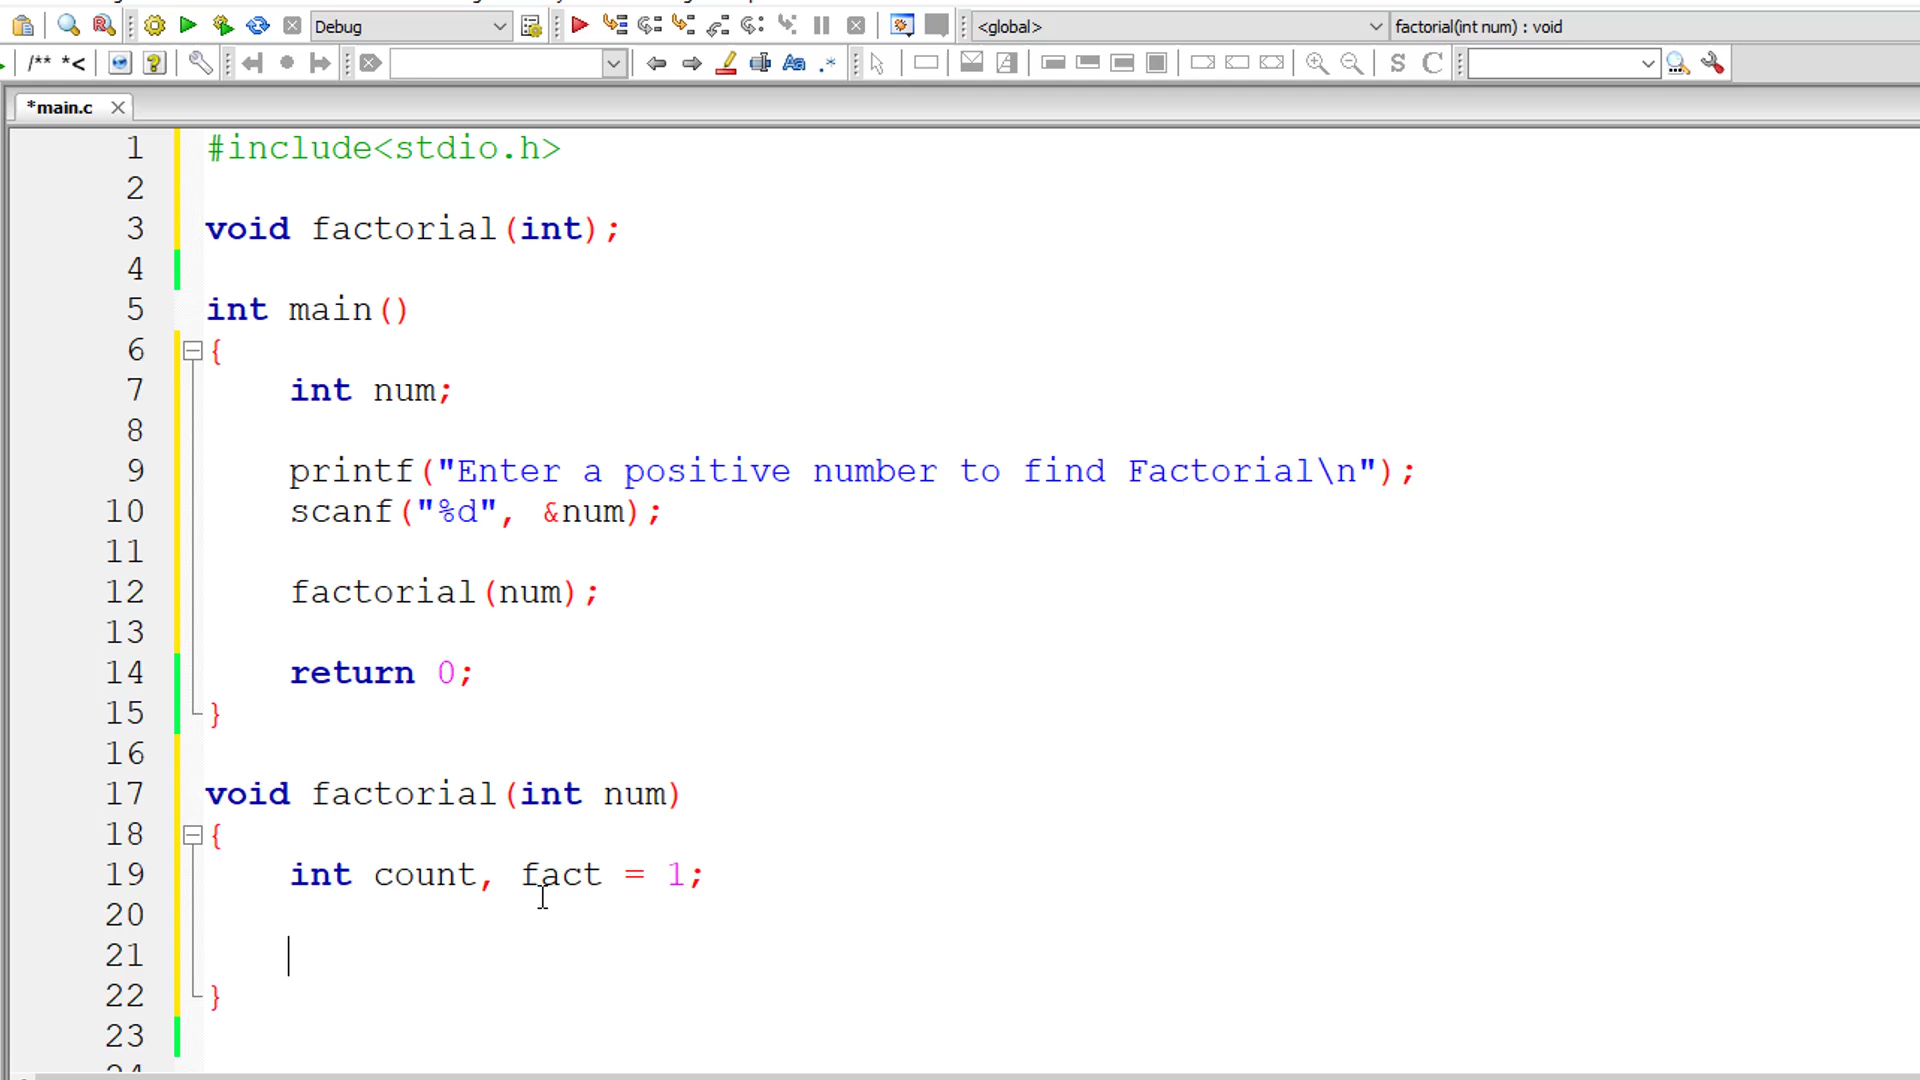 Debug
<global>
factorial(int num) : void
/** *<
Aa .*
S C
*main.c
1 #include<stdio.h>
2
3 void factorial(int);
4
5 int main()
6 {
7 int num;
8
9 printf("Enter a positive number to find Factorial\n");
10 scanf("%d", &num);
11
12 factorial(num);
13
14 return 0;
15 }
16
17 void factorial(int num)
18 {
19 int count, fact = 1;
20
21
22 }
23
24